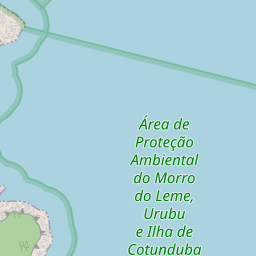 Área de
Proteção
Ambiental
do Morro
do Leme,
Urubu
e Ilha de
Cotunduba